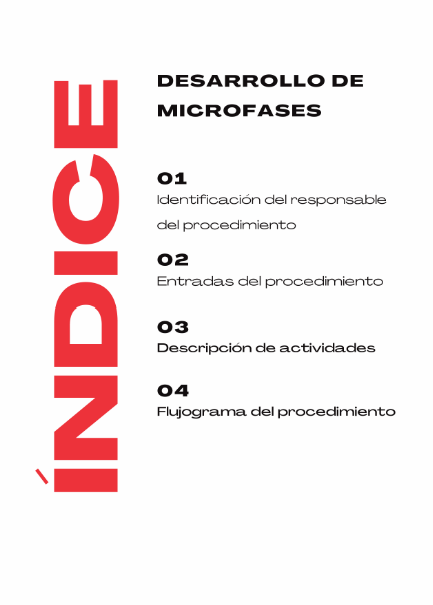 ÍNDICE
DESARROLLO DE
MICROFASES
01
Identificación del responsable
del procedimiento
02
Entradas del procedimiento
03
Descripción de actividades
04
Flujograma del procedimiento